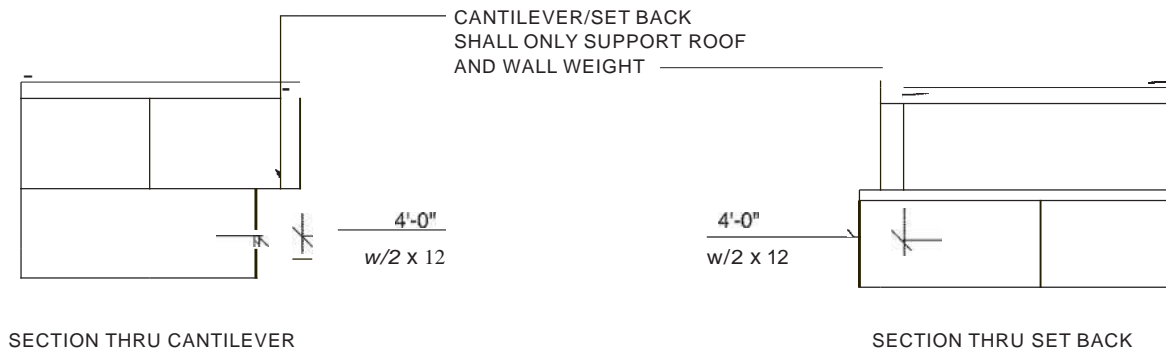 CANTILEVER/SET BACK
SHALL ONLY SUPPORT ROOF
AND WALL WEIGHT
4'-0"
w/2 x 12
4'-0"
w/2 x 12
SECTION THRU CANTILEVER
SECTION THRU SET BACK